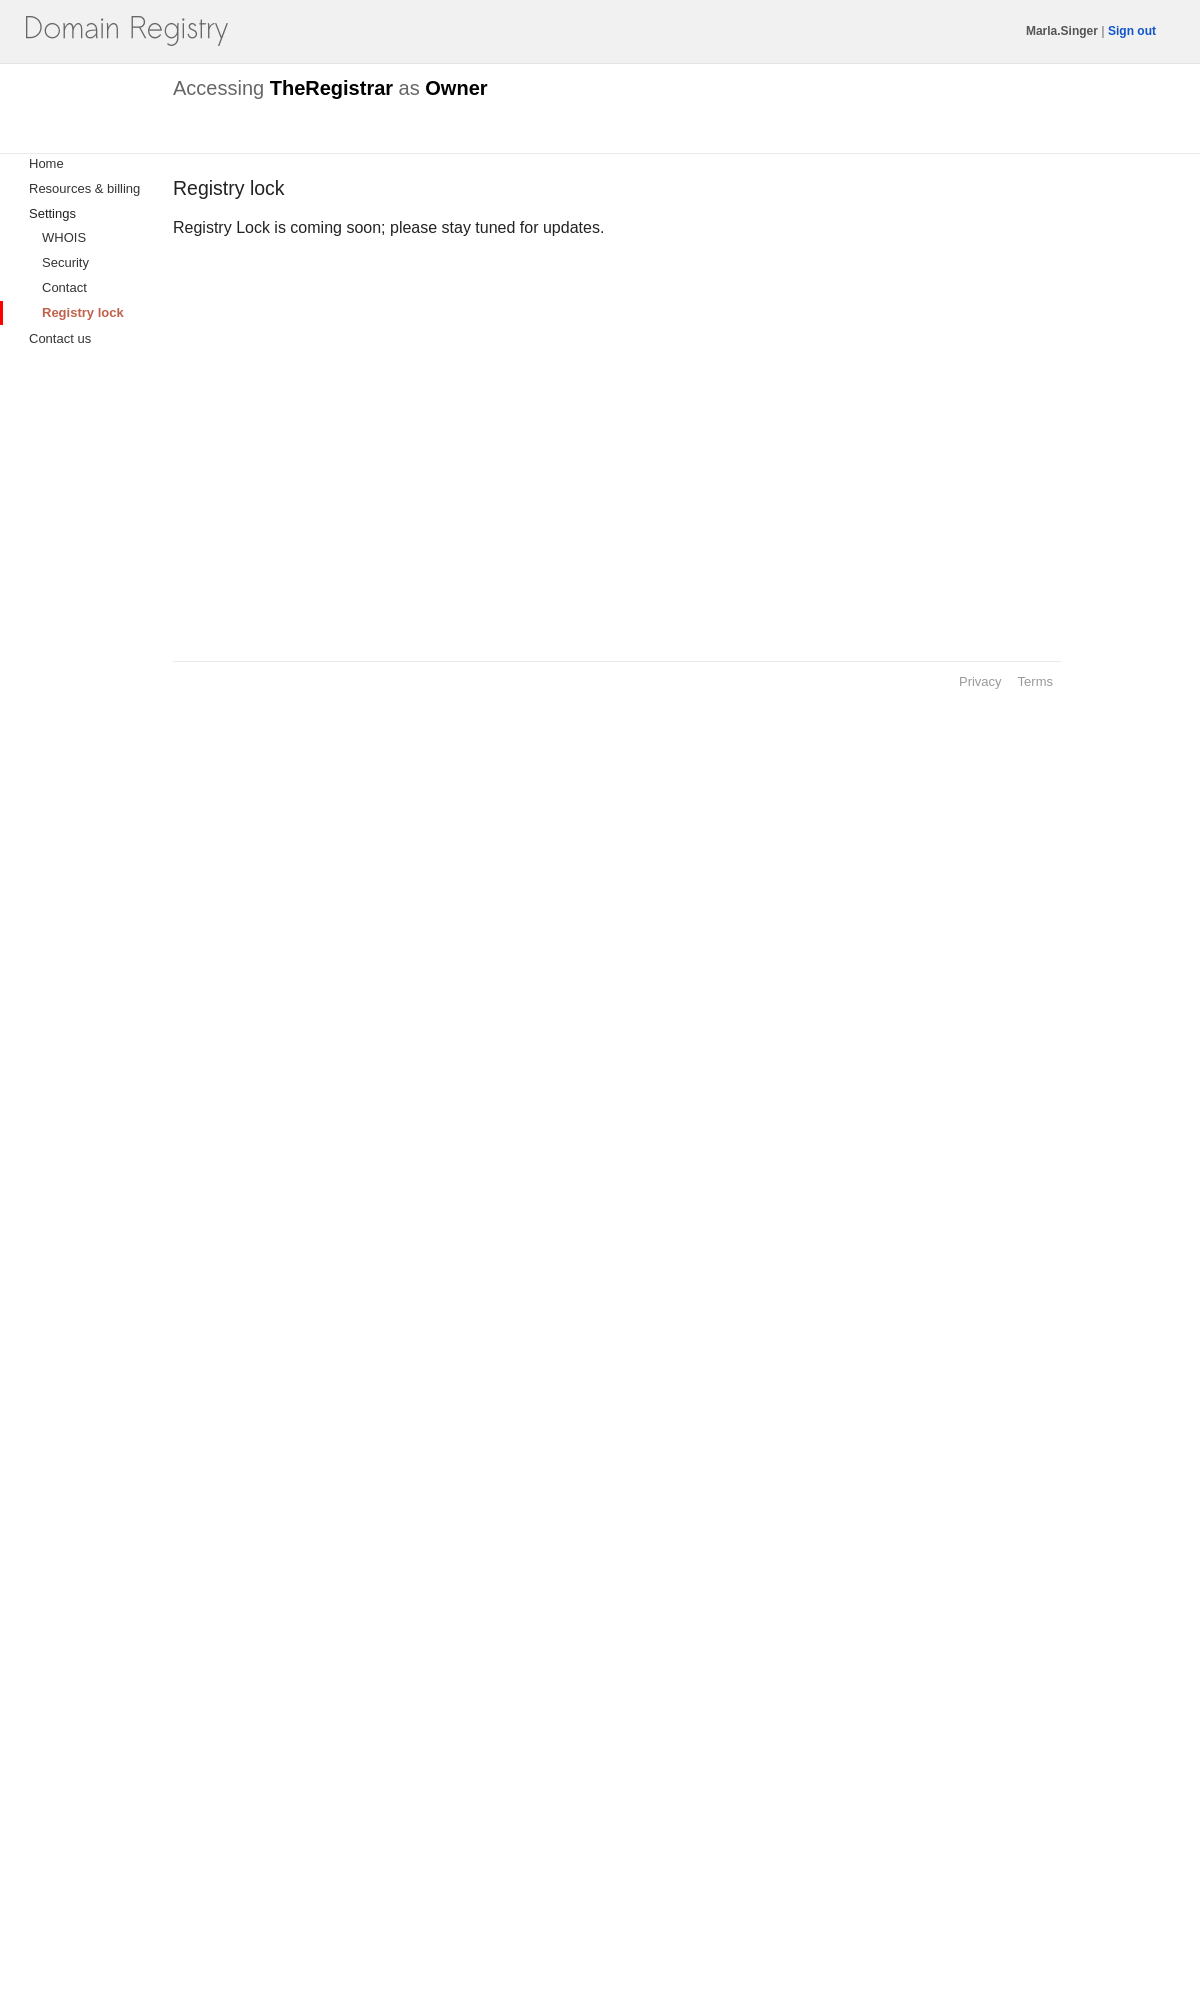 Domain Registry
Marla.Singer | Sign out
Accessing TheRegistrar as Owner
Home
Resources & billing
Settings
WHOIS
Security
Contact
Registry lock
Contact us
Registry lock
Registry Lock is coming soon; please stay tuned for updates.
Privacy Terms